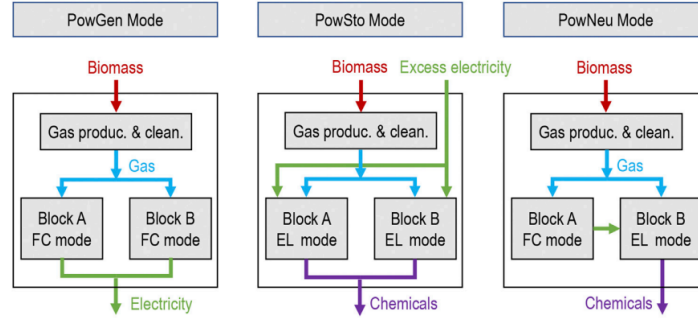 PowGen Mode
Biomass
Gas produc. & clean.
Gas
Block A
FC mode
Block B
FC mode
Electricity
PowSto Mode
Biomass
Excess electricity
Gas produc. & clean.
Block A
EL mode
Block B
EL mode
Chemicals
PowNeu Mode
Biomass
Gas produc. & clean.
Gas
Block A
FC mode
Block B
EL mode
Chemicals